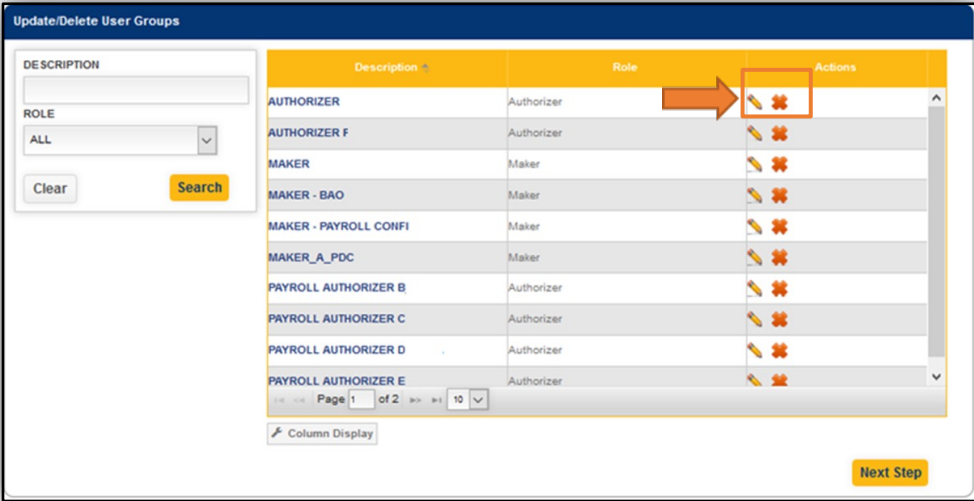 Update/Delete User Groups
DESCRIPTION
ROLE
ALL
Clear Search
Description Role Actions
AUTHORIZER Authorizer
AUTHORIZER F Authorizer
MAKER Maker
MAKER - BAO Maker
MAKER - PAYROLL CONFI Maker
MAKER_A_PDC Maker
PAYROLL AUTHORIZER B Authorizer
PAYROLL AUTHORIZER C Authorizer
PAYROLL AUTHORIZER D Authorizer
PAYROLL AUTHORIZER E Authorizer
Page 1 of 2 10
Column Display
Next Step